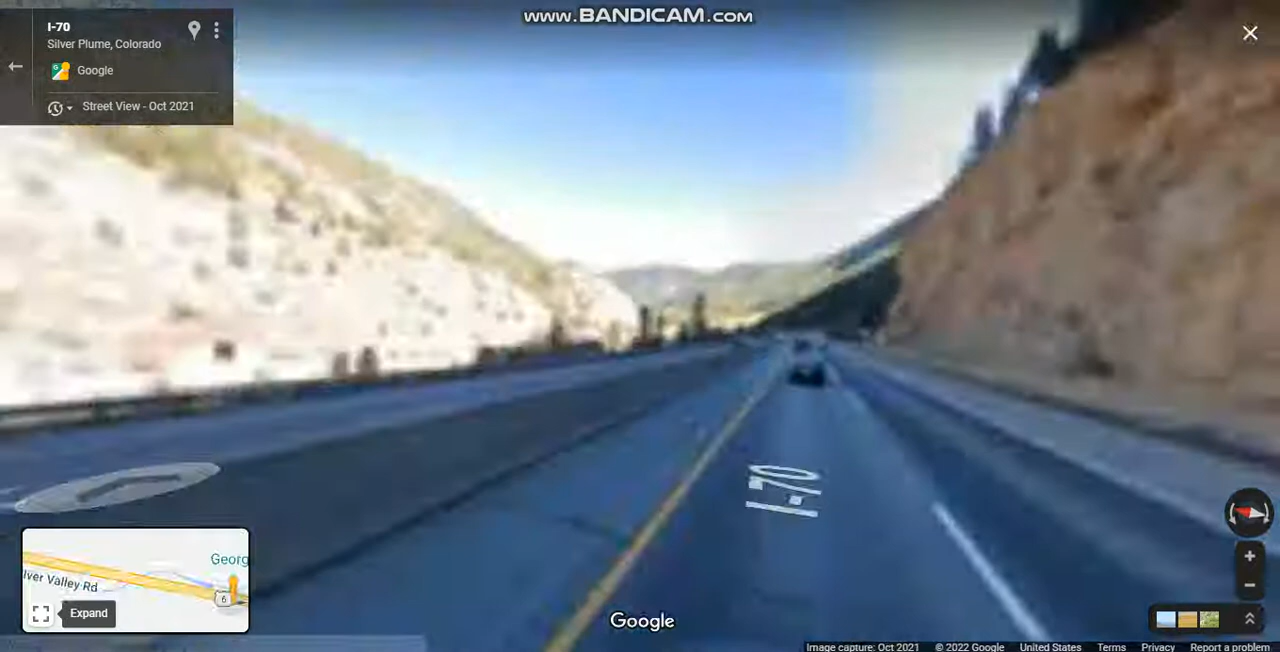 www.BANDICAM.com
I-70
Silver Plume, Colorado
Google
Street View - Oct 2021
I-70
Georg
lver Valley Rd
6
Expand
Google
Image capture: Oct 2021 © 2022 Google United States Terms Privacy Report a problem